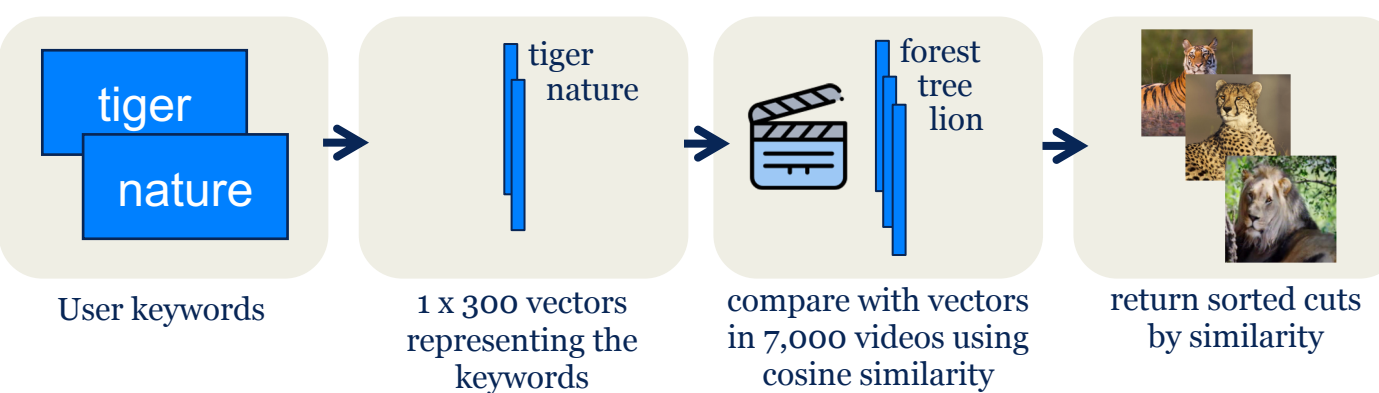 tiger
nature
User keywords
tiger
nature
1 x 300 vectors
representing the
keywords
forest
tree
lion
compare with vectors
in 7,000 videos using
cosine similarity
return sorted cuts
by similarity